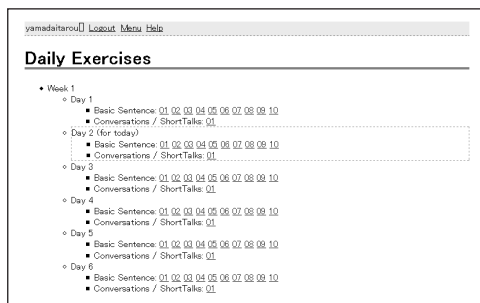 yamadaitarou Logout Menu Help
Daily Exercises
Week 1
Day 1
Basic Sentence: 01 02 03 04 05 06 07 08 09 10
Conversations / ShortTalks: 01
Day 2 (for today)
Basic Sentence: 01 02 03 04 05 06 07 08 09 10
Conversations / ShortTalks: 01
Day 3
Basic Sentence: 01 02 03 04 05 06 07 08 09 10
Conversations / ShortTalks: 01
Day 4
Basic Sentence: 01 02 03 04 05 06 07 08 09 10
Conversations / ShortTalks: 01
Day 5
Basic Sentence: 01 02 03 04 05 06 07 08 09 10
Conversations / ShortTalks: 01
Day 6
Basic Sentence: 01 02 03 04 05 06 07 08 09 10
Conversations / ShortTalks: 01